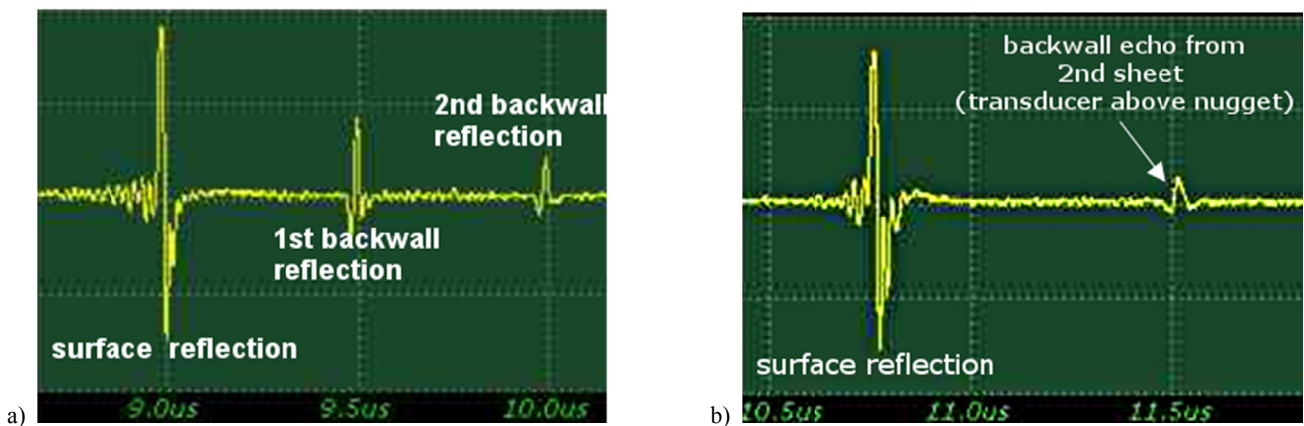 2nd backwall
reflection
1st backwall
reflection
surface reflection
9.0us 9.5us 10.0us
a)
backwall echo from
2nd sheet
(transducer above nugget)
surface reflection
10.5us 11.0us 11.5us
b)